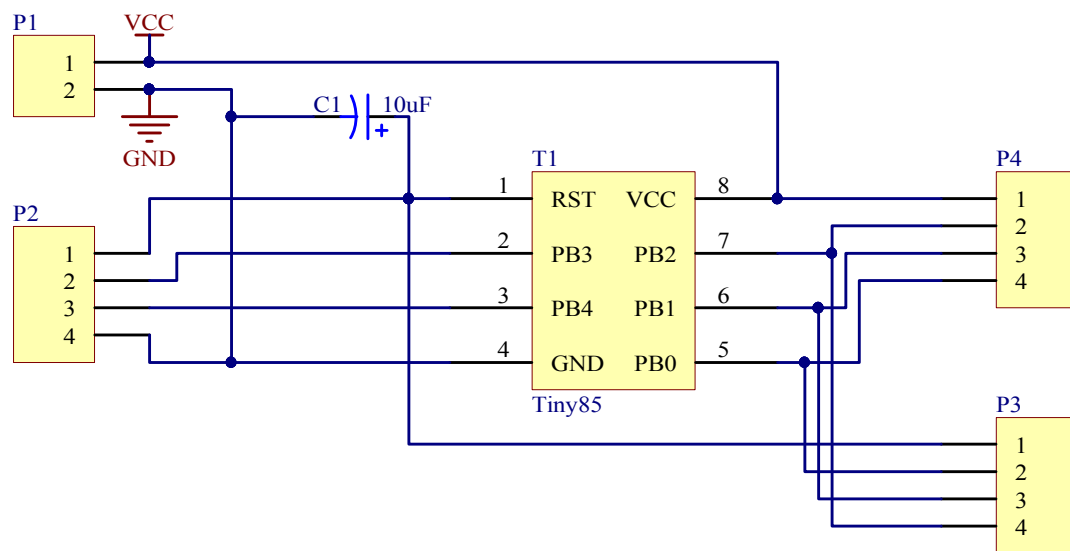 P1
VCC
1
2
GND
C1 10uF
T1
1 RST VCC 8
2 PB3 PB2 7
3 PB4 PB1 6
4 GND PB0 5
Tiny85
P2
1
2
3
4
P4
1
2
3
4
P3
1
2
3
4
+